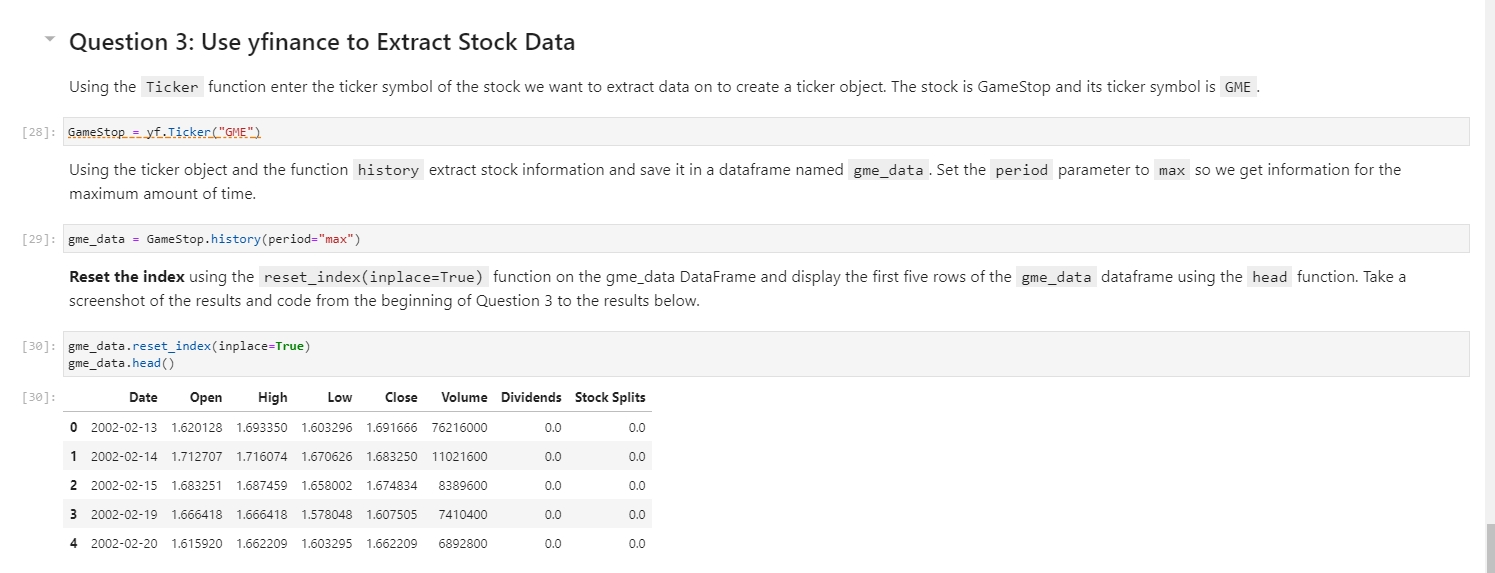 Question 3: Use yfinance to Extract Stock Data
Using the Ticker function enter the ticker symbol of the stock we want to extract data on to create a ticker object. The stock is GameStop and its ticker symbol is GME .
[28]: GameStop = yf.Ticker("GME")
Using the ticker object and the function history extract stock information and save it in a dataframe named gme_data . Set the period parameter to max so we get information for the
maximum amount of time.
[29]: gme_data = GameStop.history(period="max")
Reset the index using the reset_index(inplace=True) function on the gme_data DataFrame and display the first five rows of the gme_data dataframe using the head function. Take a
screenshot of the results and code from the beginning of Question 3 to the results below.
[30]: gme_data.reset_index(inplace=True)
gme_data.head()
[30]: Date Open High Low Close Volume Dividends Stock Splits
0 2002-02-13 1.620128 1.693350 1.603296 1.691666 76216000 0.0 0.0
1 2002-02-14 1.712707 1.716074 1.670626 1.683250 11021600 0.0 0.0
2 2002-02-15 1.683251 1.687459 1.658002 1.674834 8389600 0.0 0.0
3 2002-02-19 1.666418 1.666418 1.578048 1.607505 7410400 0.0 0.0
4 2002-02-20 1.615920 1.662209 1.603295 1.662209 6892800 0.0 0.0